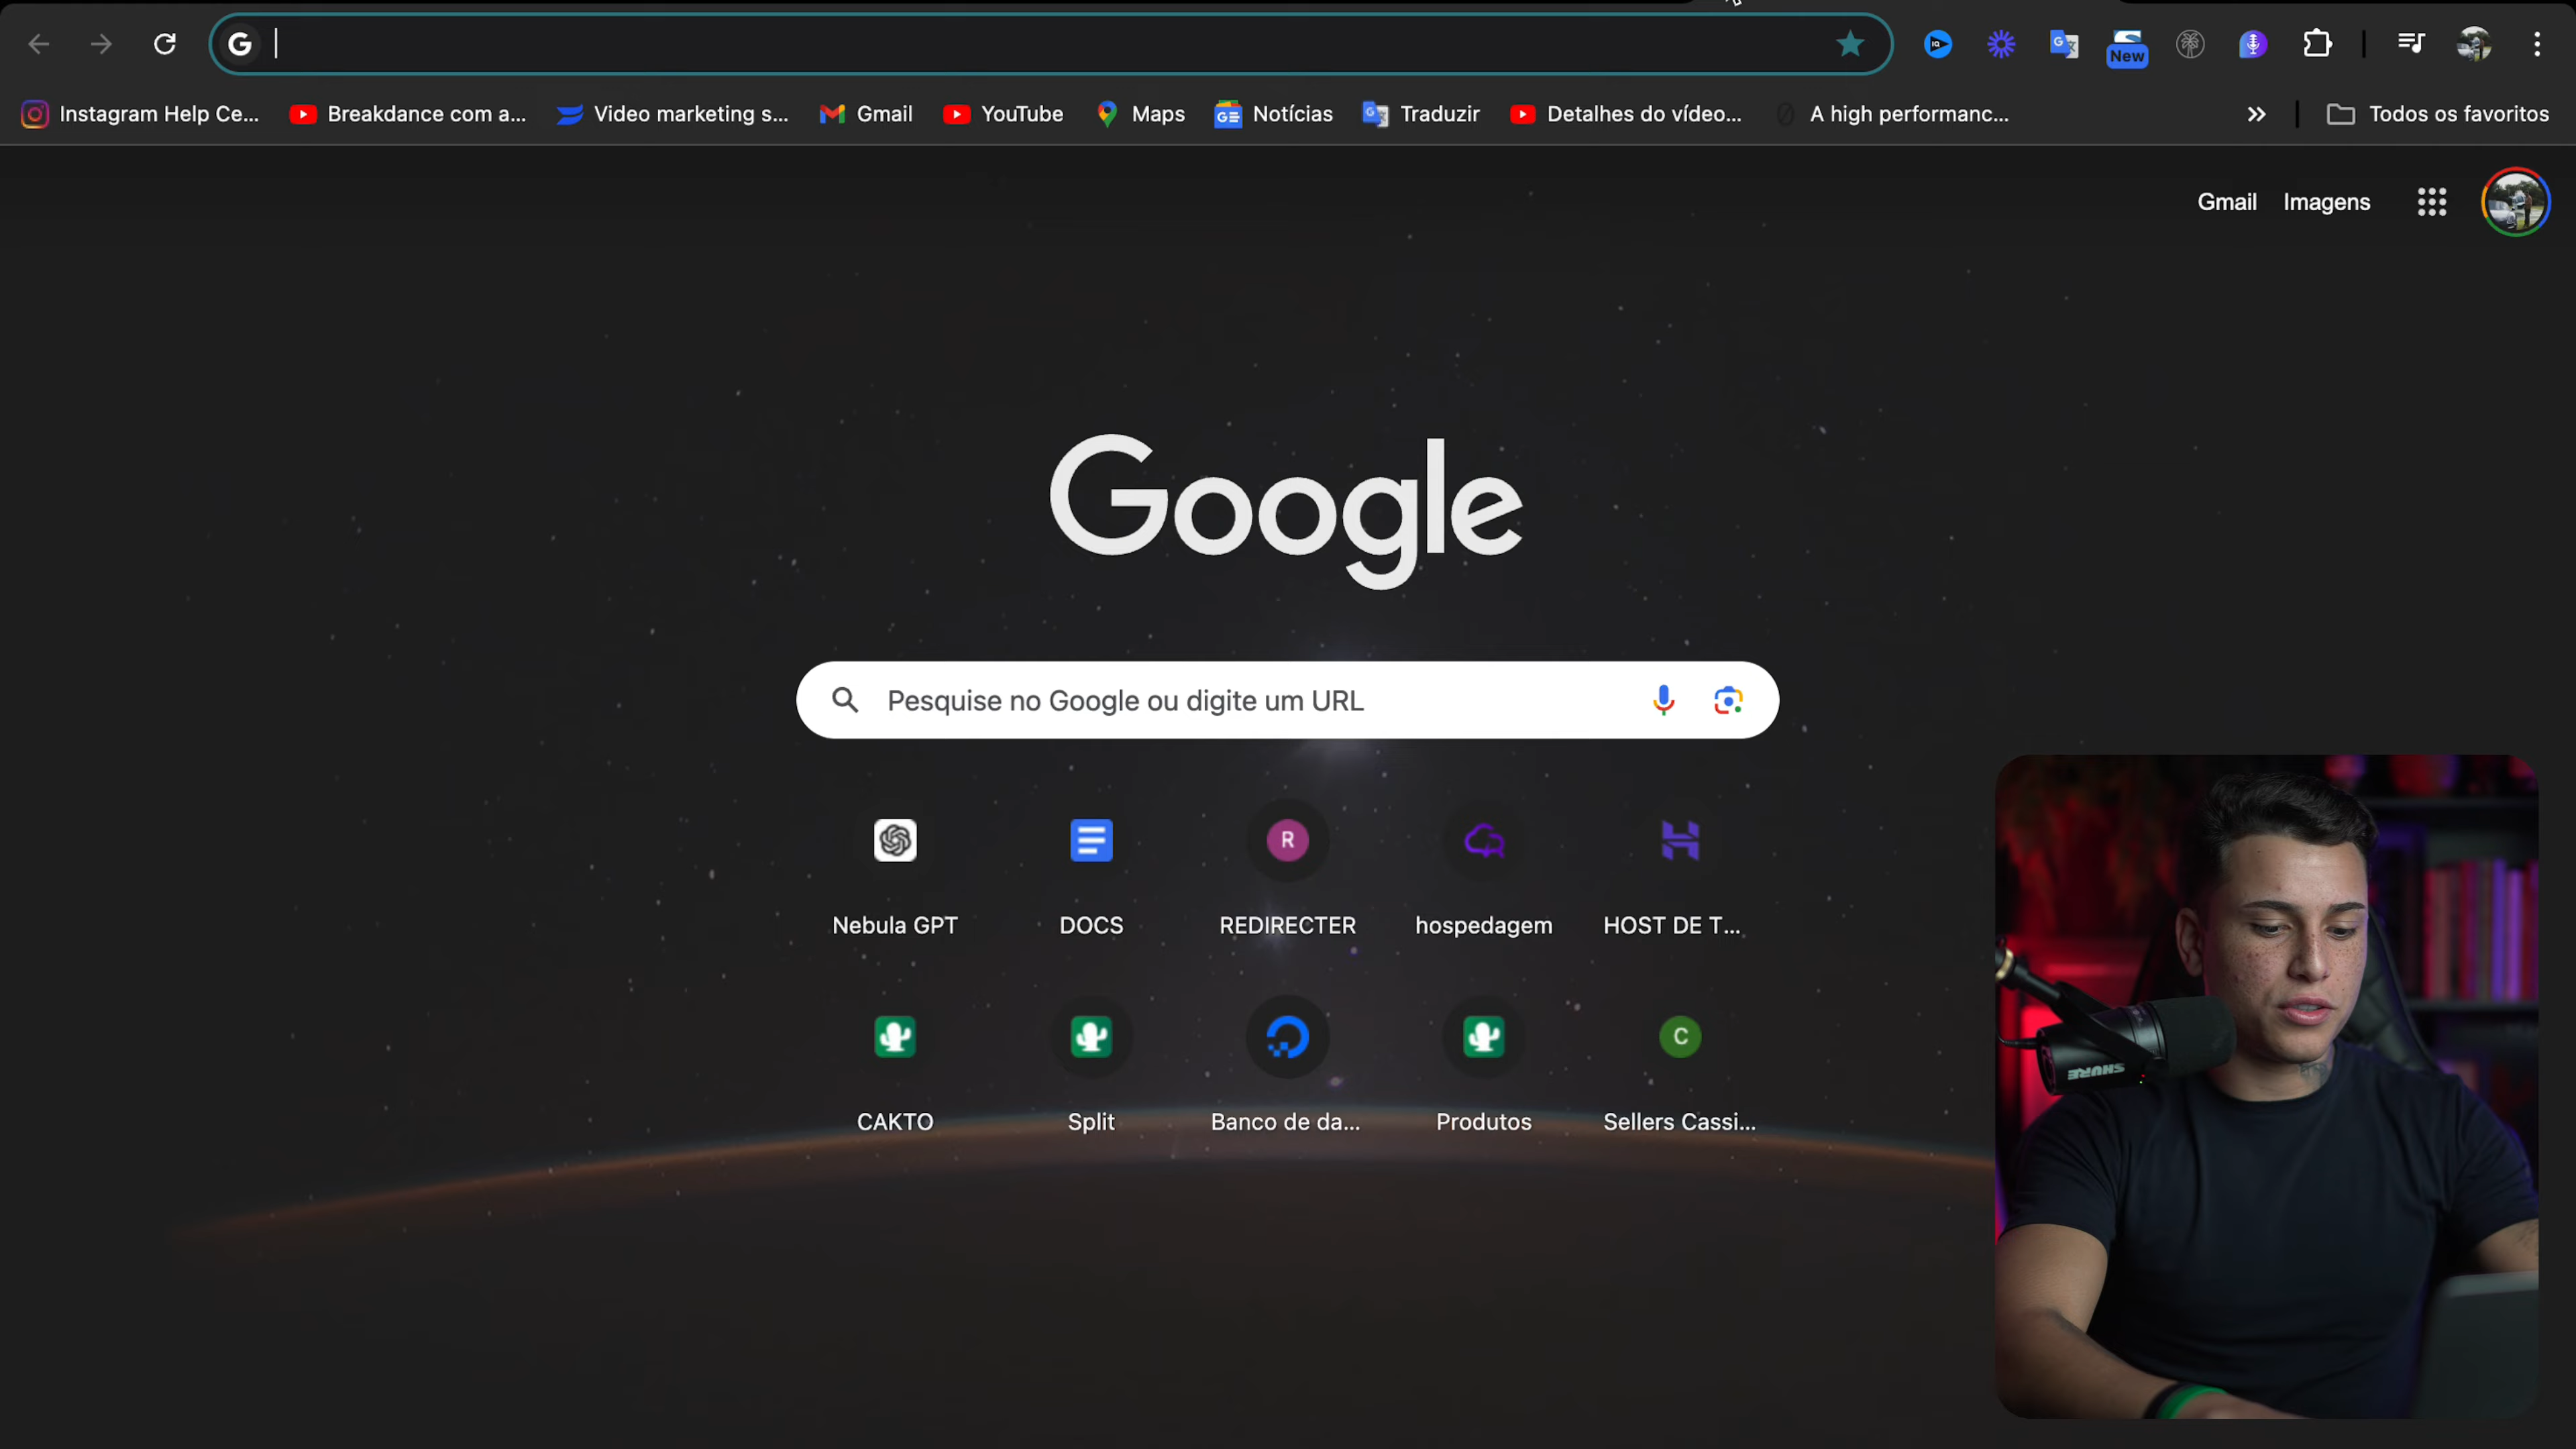 New
Instagram Help Ce... Breakdance com a... Video marketing s... Gmail YouTube Maps Notícias Traduzir Detalhes do vídeo... A high performanc... Todos os favoritos
Gmail Imagens
Google
Pesquise no Google ou digite um URL
R
Nebula GPT DOCS REDIRECTER hospedagem HOST DE T...
C
CAKTO Split Banco de da... Produtos Sellers Cassi...
SHURE